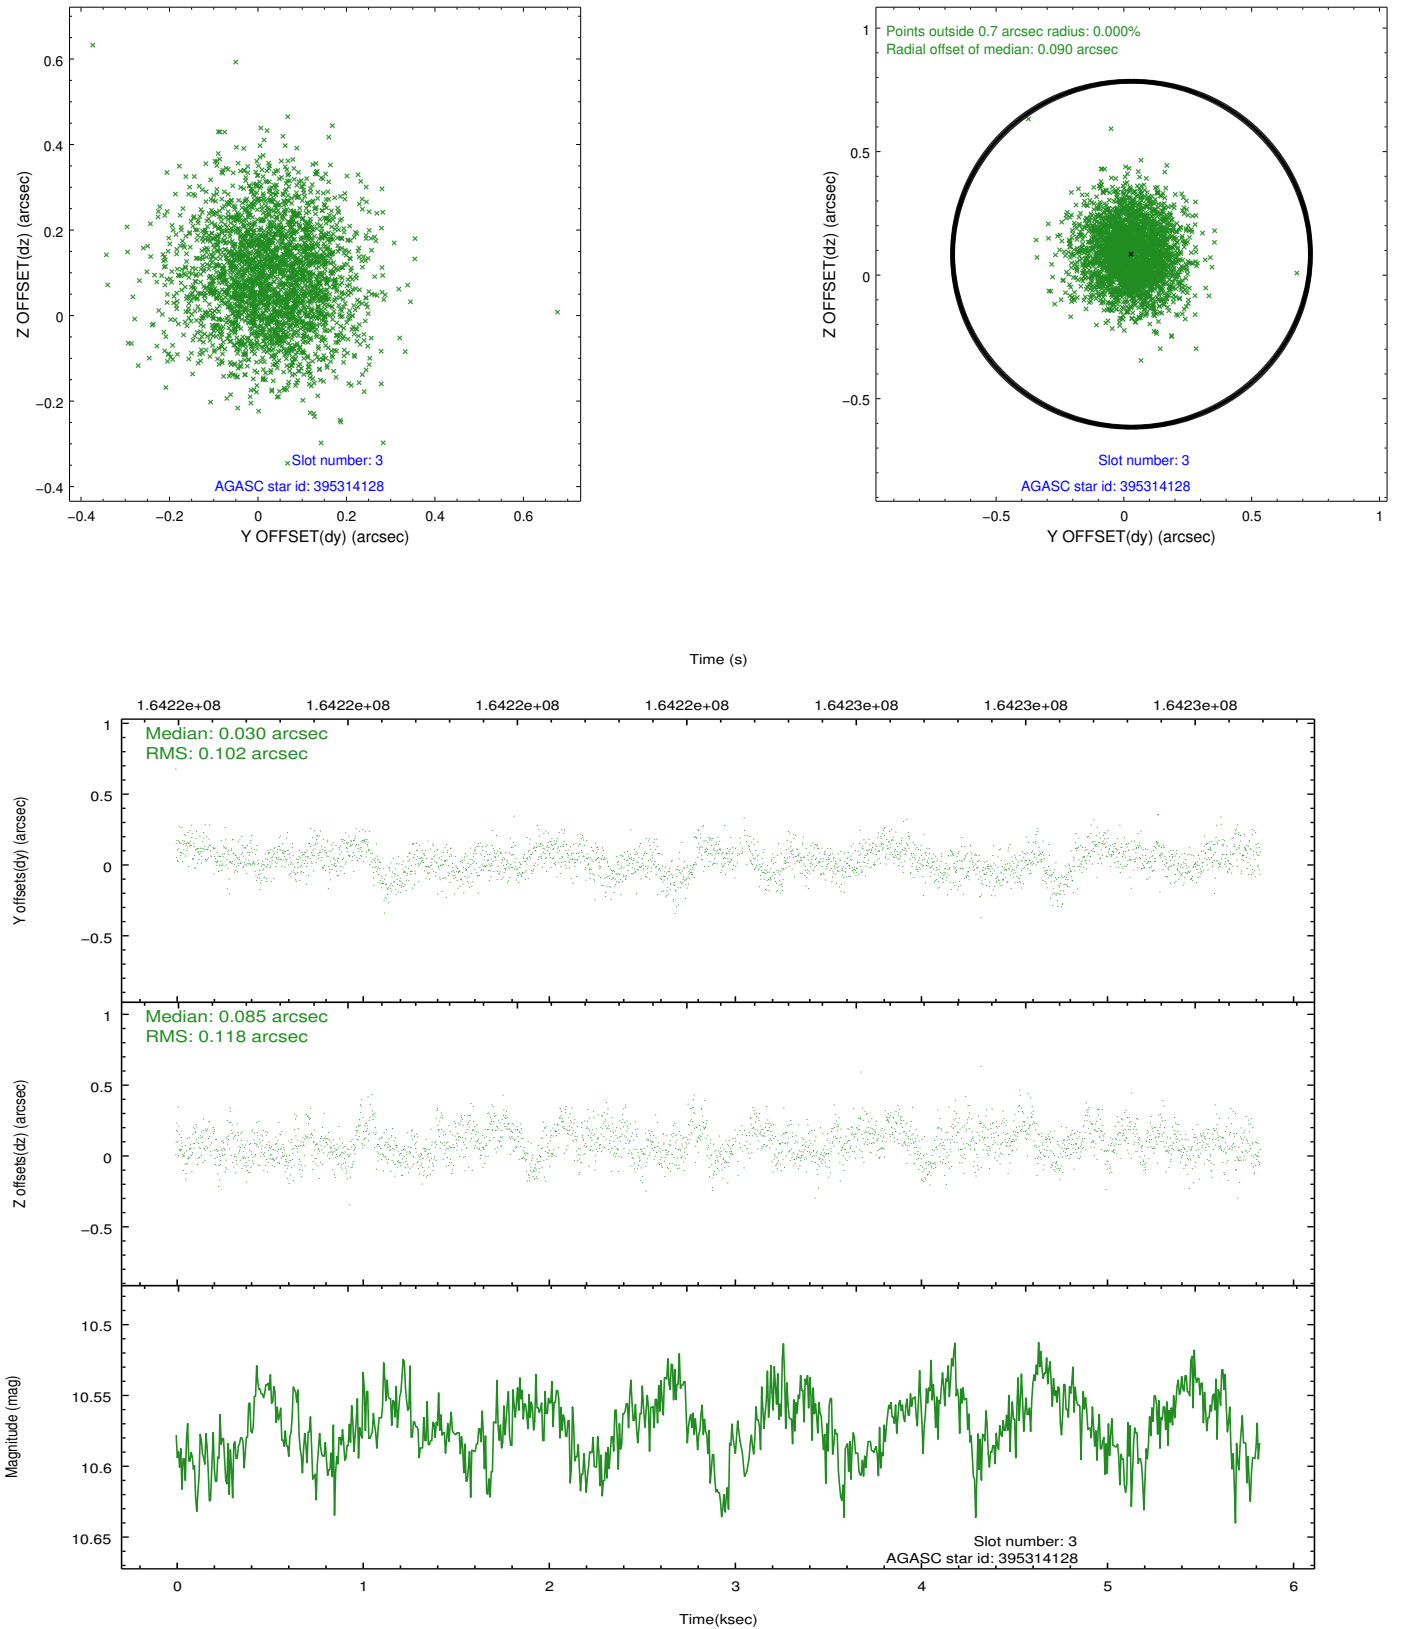 0.6
0.4
0.2
0
−0.2
−0.4
−0.4 −0.2 0 0.2 0.4 0.6
Z OFFSET(dz) (arcsec)
Y OFFSET(dy) (arcsec)
Slot number: 3
AGASC star id: 395314128
Points outside 0.7 arcsec radius: 0.000%
Radial offset of median: 0.090 arcsec
1
0.5
0
−0.5
−0.5 0 0.5 1
Z OFFSET(dz) (arcsec)
Y OFFSET(dy) (arcsec)
Slot number: 3
AGASC star id: 395314128
Time (s)
1.6422e+08 1.6422e+08 1.6422e+08 1.6422e+08 1.6423e+08 1.6423e+08 1.6423e+08
Median: 0.030 arcsec
RMS: 0.102 arcsec
1
0.5
0
−0.5
Y offsets(dy) (arcsec)
Median: 0.085 arcsec
RMS: 0.118 arcsec
1
0.5
0
−0.5
Z offsets(dz) (arcsec)
10.5
10.55
10.6
10.65
Magnitude (mag)
Slot number: 3
AGASC star id: 395314128
0 1 2 3 4 5 6
Time(ksec)